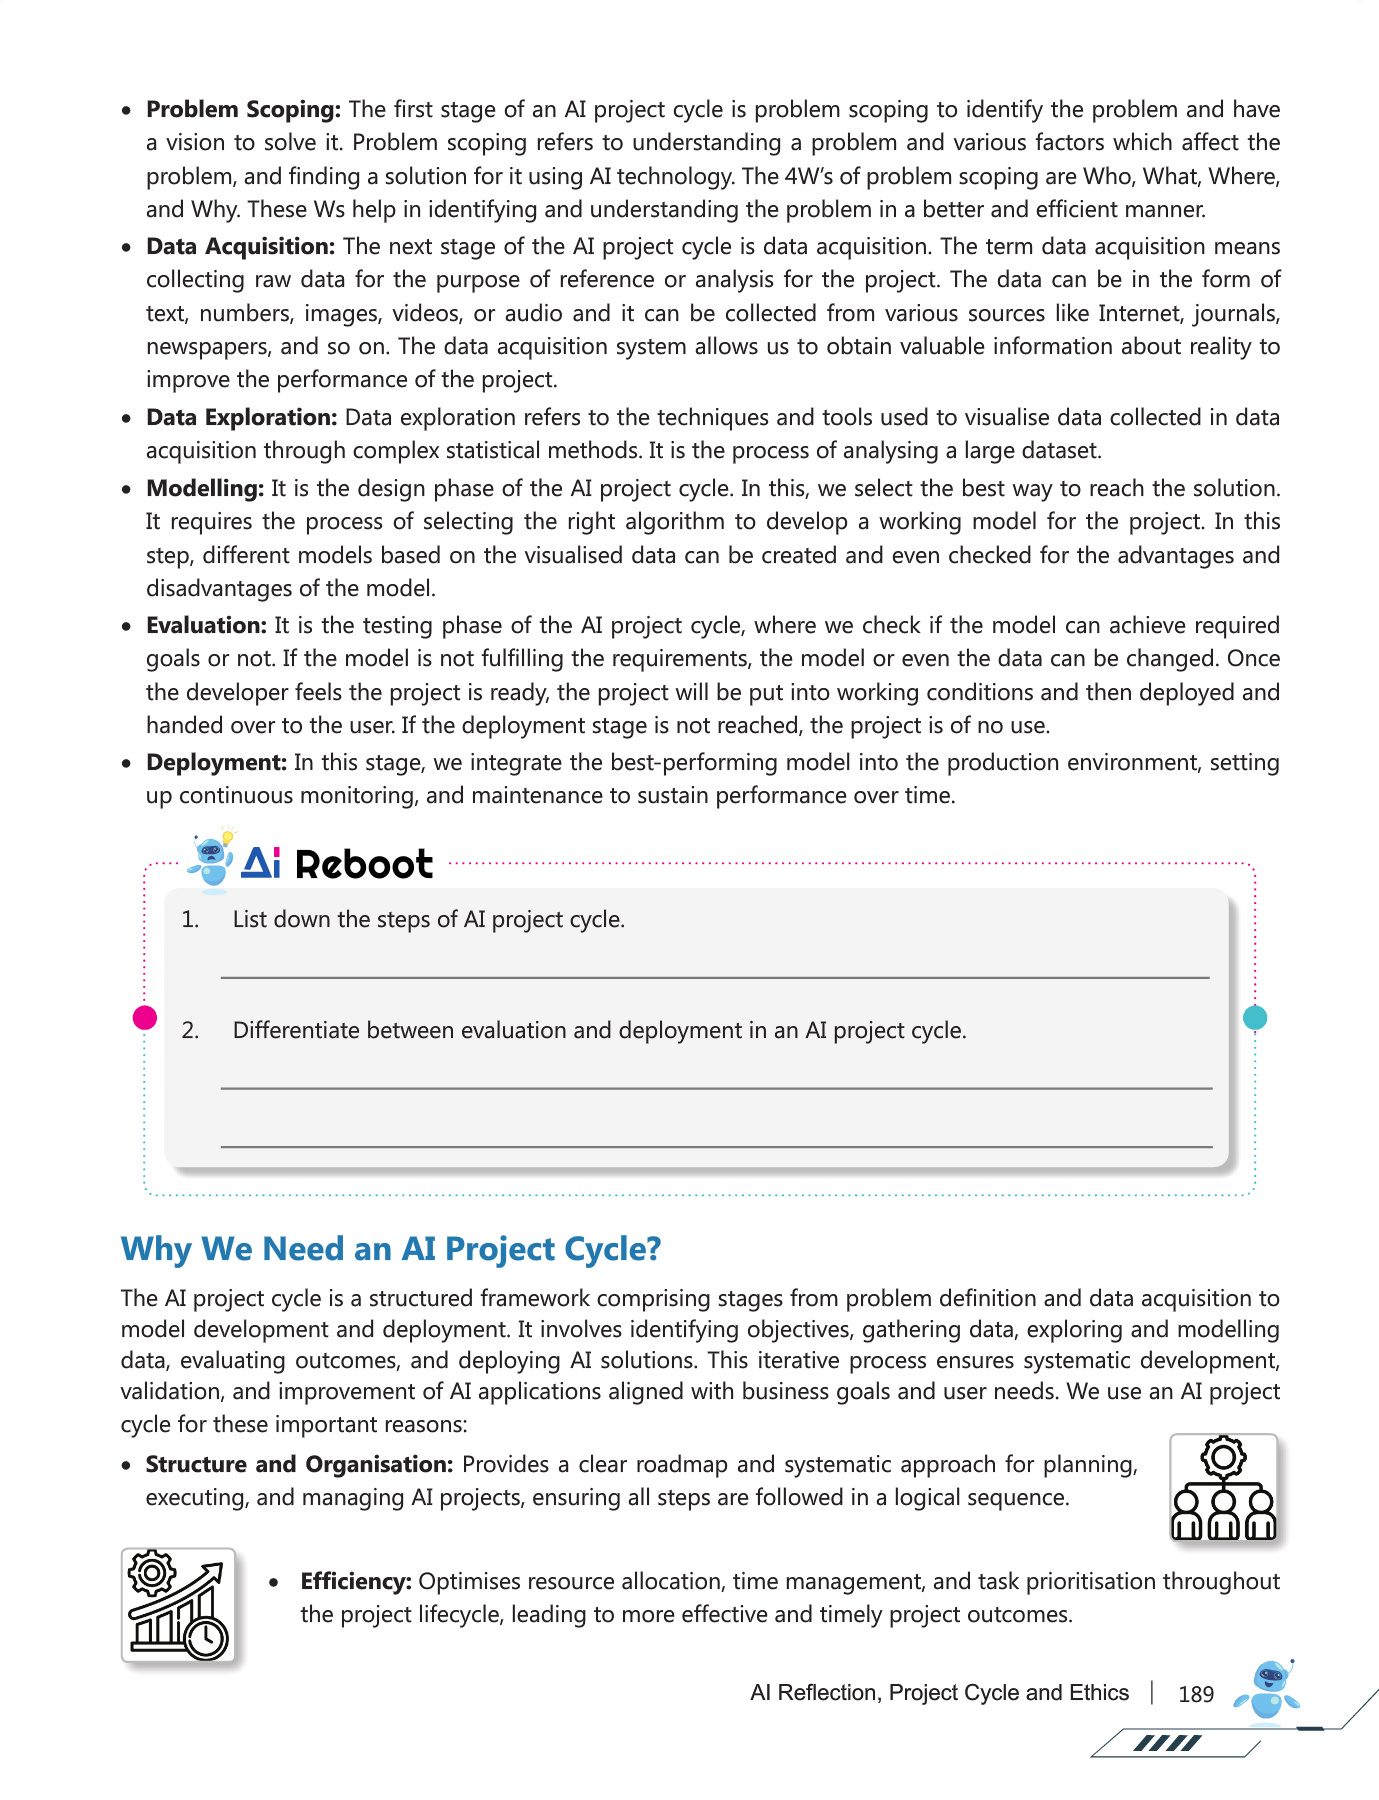 • Problem Scoping: The first stage of an AI project cycle is problem scoping to identify the problem and have
a vision to solve it. Problem scoping refers to understanding a problem and various factors which affect the
problem, and finding a solution for it using AI technology. The 4W’s of problem scoping are Who, What, Where,
and Why. These Ws help in identifying and understanding the problem in a better and efficient manner.
• Data Acquisition: The next stage of the AI project cycle is data acquisition. The term data acquisition means
collecting raw data for the purpose of reference or analysis for the project. The data can be in the form of
text, numbers, images, videos, or audio and it can be collected from various sources like Internet, journals,
newspapers, and so on. The data acquisition system allows us to obtain valuable information about reality to
improve the performance of the project.
• Data Exploration: Data exploration refers to the techniques and tools used to visualise data collected in data
acquisition through complex statistical methods. It is the process of analysing a large dataset.
• Modelling: It is the design phase of the AI project cycle. In this, we select the best way to reach the solution.
It requires the process of selecting the right algorithm to develop a working model for the project. In this
step, different models based on the visualised data can be created and even checked for the advantages and
disadvantages of the model.
• Evaluation: It is the testing phase of the AI project cycle, where we check if the model can achieve required
goals or not. If the model is not fulfilling the requirements, the model or even the data can be changed. Once
the developer feels the project is ready, the project will be put into working conditions and then deployed and
handed over to the user. If the deployment stage is not reached, the project is of no use.
• Deployment: In this stage, we integrate the best-performing model into the production environment, setting
up continuous monitoring, and maintenance to sustain performance over time.
Ai Reboot
1. List down the steps of AI project cycle.
2. Differentiate between evaluation and deployment in an AI project cycle.
Why We Need an AI Project Cycle?
The AI project cycle is a structured framework comprising stages from problem definition and data acquisition to
model development and deployment. It involves identifying objectives, gathering data, exploring and modelling
data, evaluating outcomes, and deploying AI solutions. This iterative process ensures systematic development,
validation, and improvement of AI applications aligned with business goals and user needs. We use an AI project
cycle for these important reasons:
• Structure and Organisation: Provides a clear roadmap and systematic approach for planning,
executing, and managing AI projects, ensuring all steps are followed in a logical sequence.
• Efficiency: Optimises resource allocation, time management, and task prioritisation throughout
the project lifecycle, leading to more effective and timely project outcomes.
AI Reflection, Project Cycle and Ethics | 189